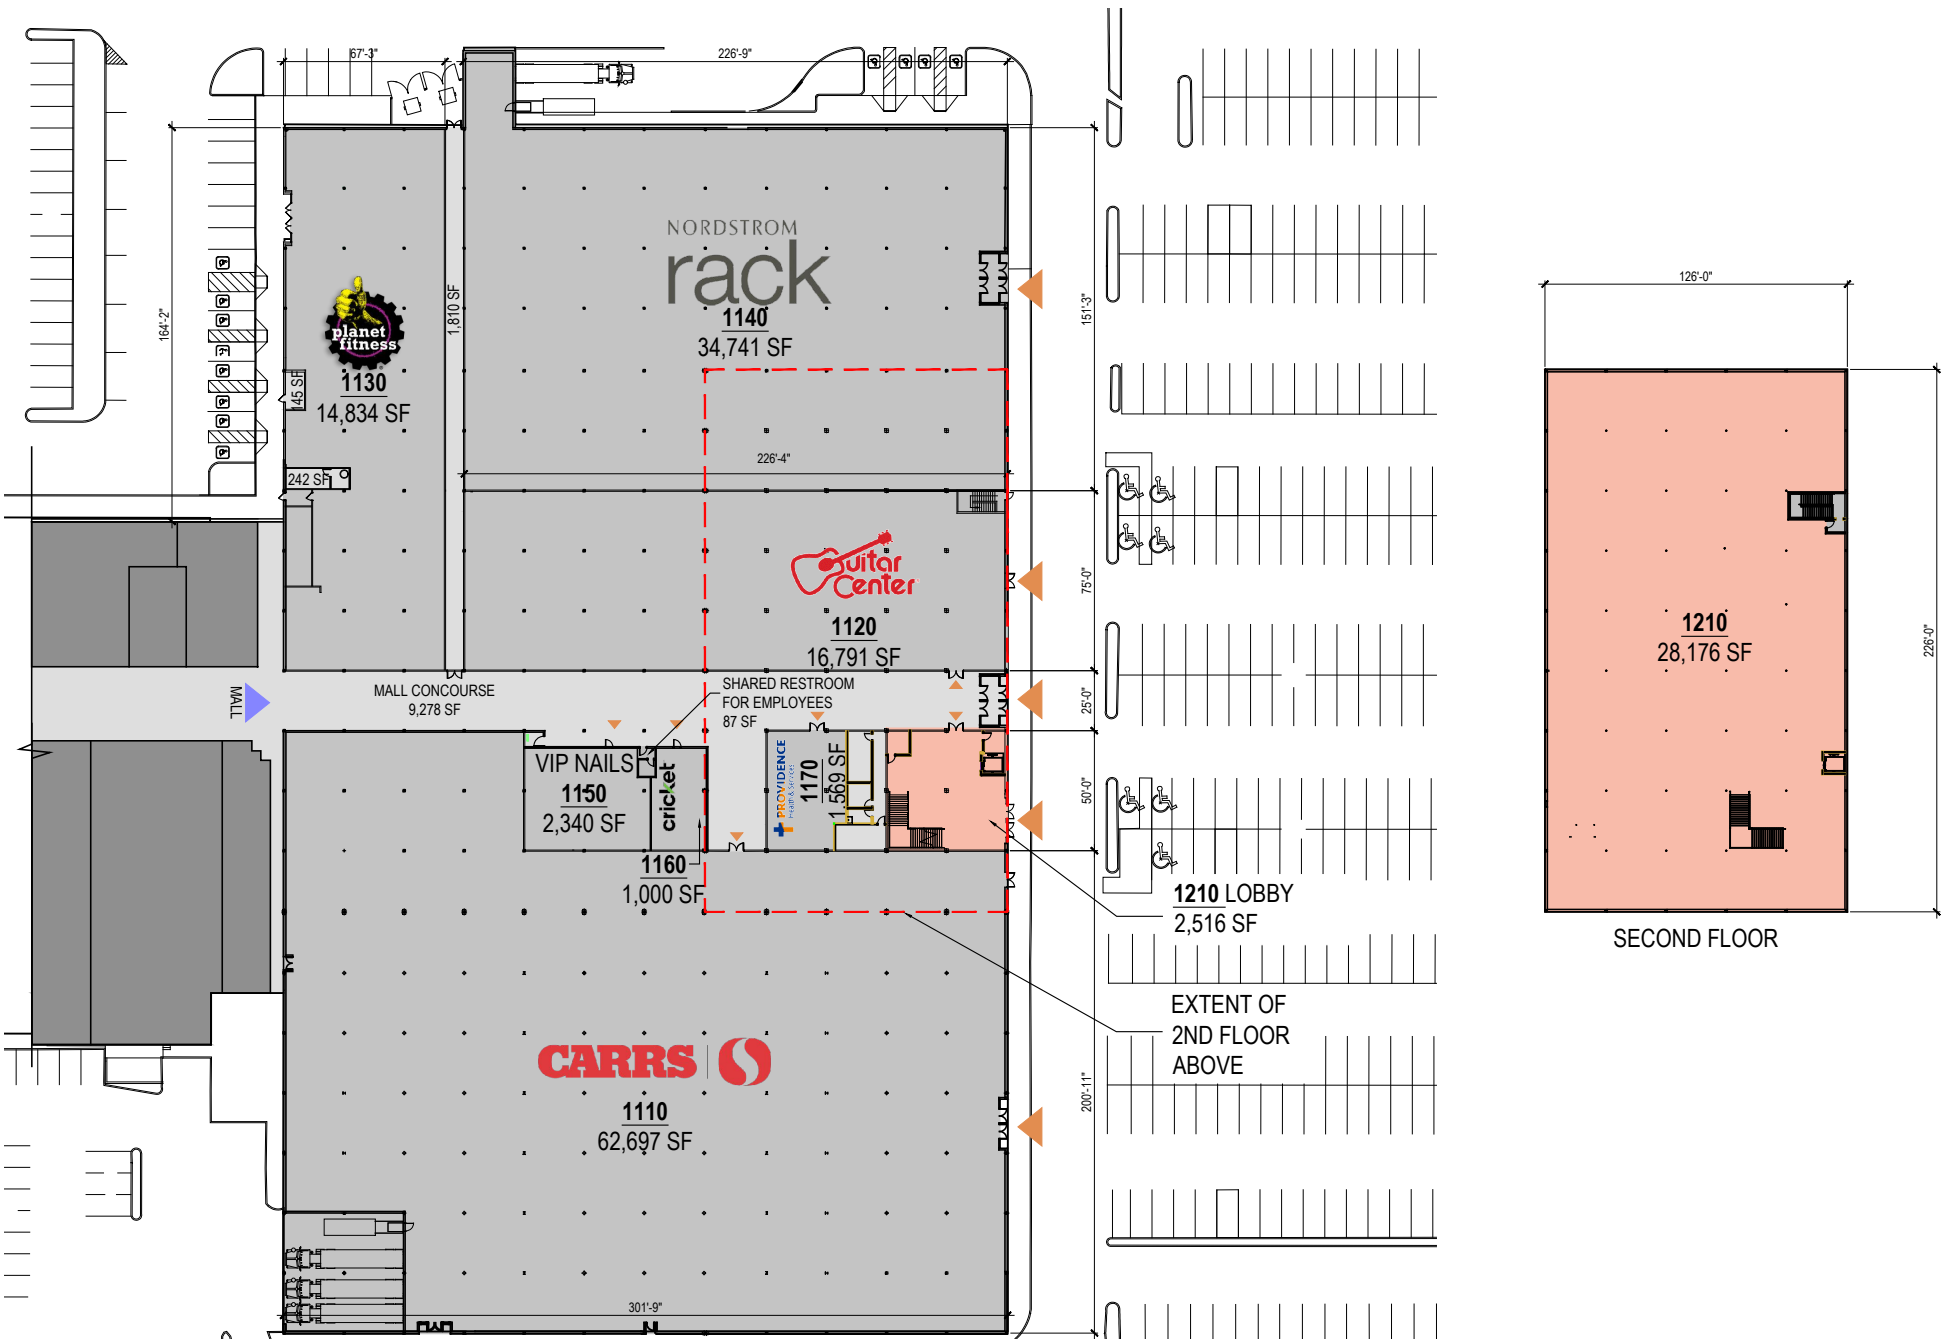 67'-3"
226'-9"
164'-2"
1,810 SF
NORDSTROM
rack
1140
34,741 SF
151'-3"
planet
fitness
1130
14,834 SF
145 SF
242 SF
226'-4"
Guitar
Center
1120
16,791 SF
75'-0"
MALL
MALL CONCOURSE
9,278 SF
SHARED RESTROOM
FOR EMPLOYEES
87 SF
25'-0"
VIP NAILS
1150
2,340 SF
cricket
1160
1,000 SF
PROVIDENCE
Health & Services
1170
1,569 SF
50'-0"
1210 LOBBY
2,516 SF
EXTENT OF
2ND FLOOR
ABOVE
CARRS
1110
62,697 SF
200'-11"
301'-9"
126'-0"
1210
28,176 SF
226'-0"
SECOND FLOOR